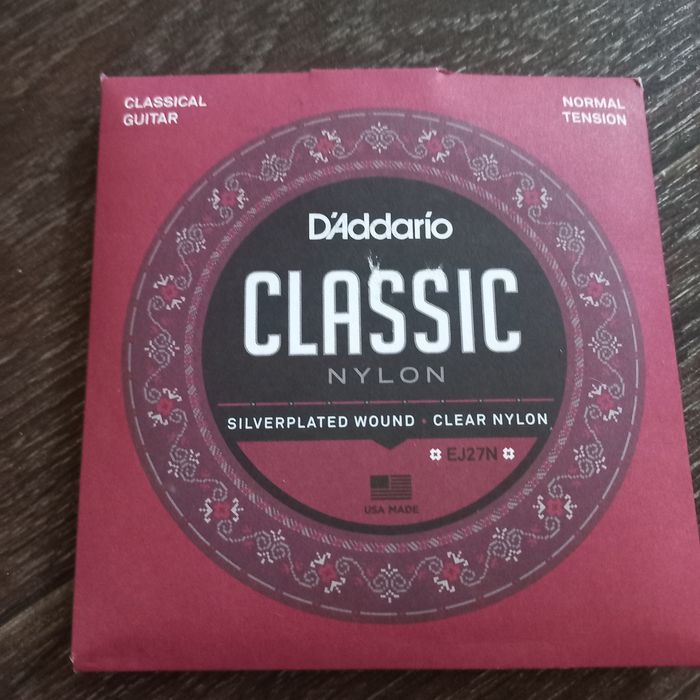 CLASSICAL
GUITAR
NORMAL
TENSION
D'Addario
CLASSIC
NYLON
SILVERPLATED WOUND · CLEAR NYLON
EJ27N
USA MADE